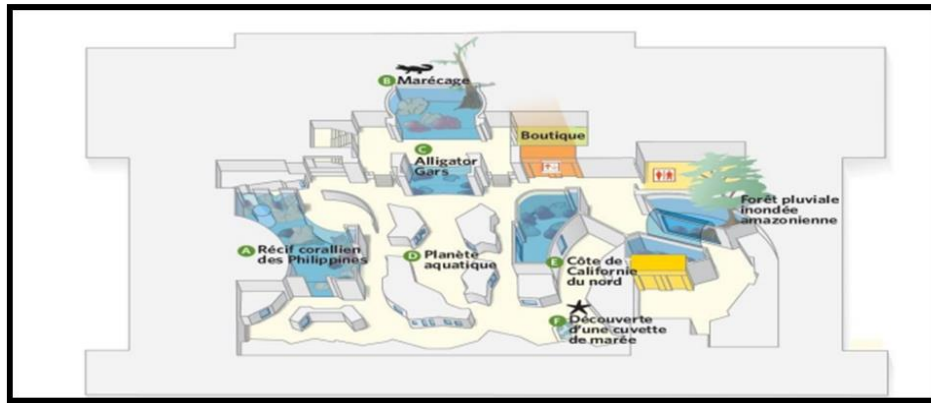 B Marécage
C
Alligator
Gars
Boutique
Forêt pluviale
inondée
amazonienne
A Récif corallien
des Philippines
D Planète
aquatique
E Côte de
Californie
du nord
F Découverte
d'une cuvette
de marée